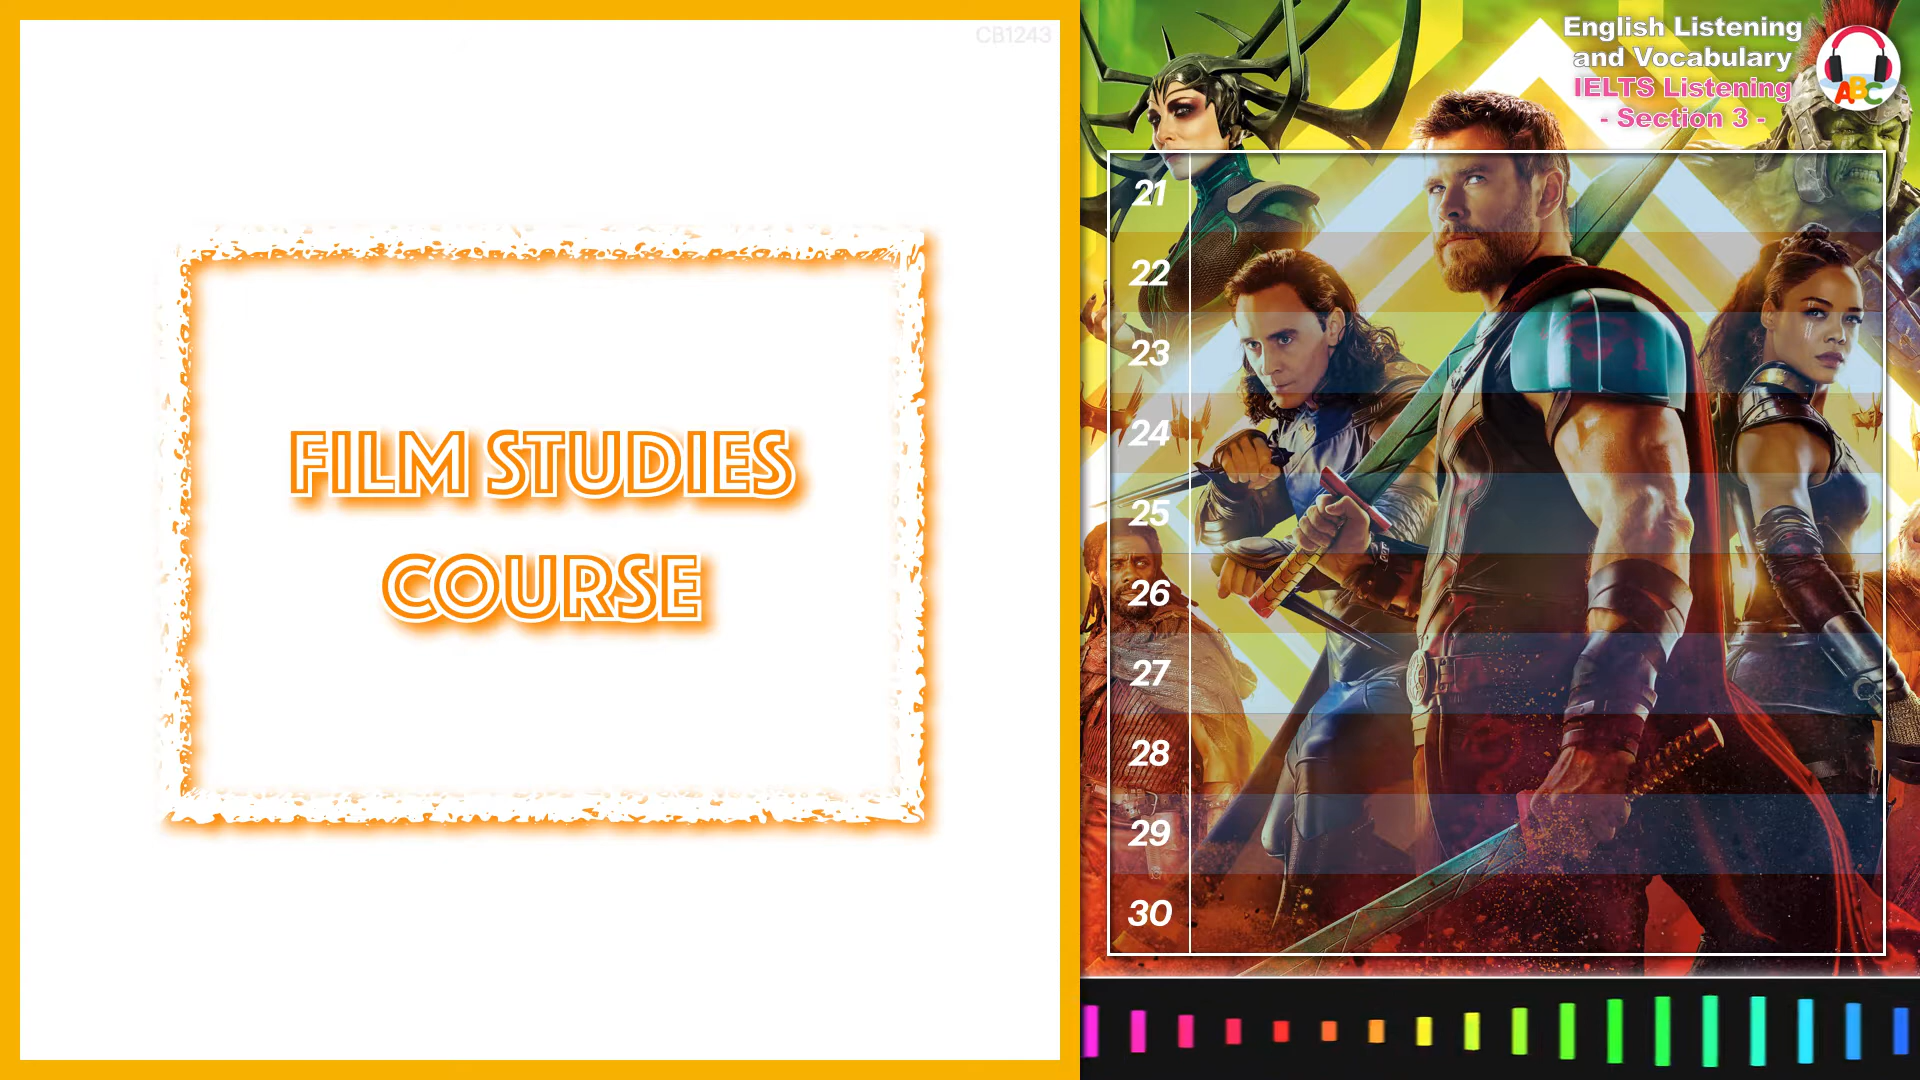 CB1243
FILM STUDIES
COURSE
English Listening
and Vocabulary
IELTS Listening
- Section 3 -
ABC
21
22
23
24
25
26
27
28
29
30